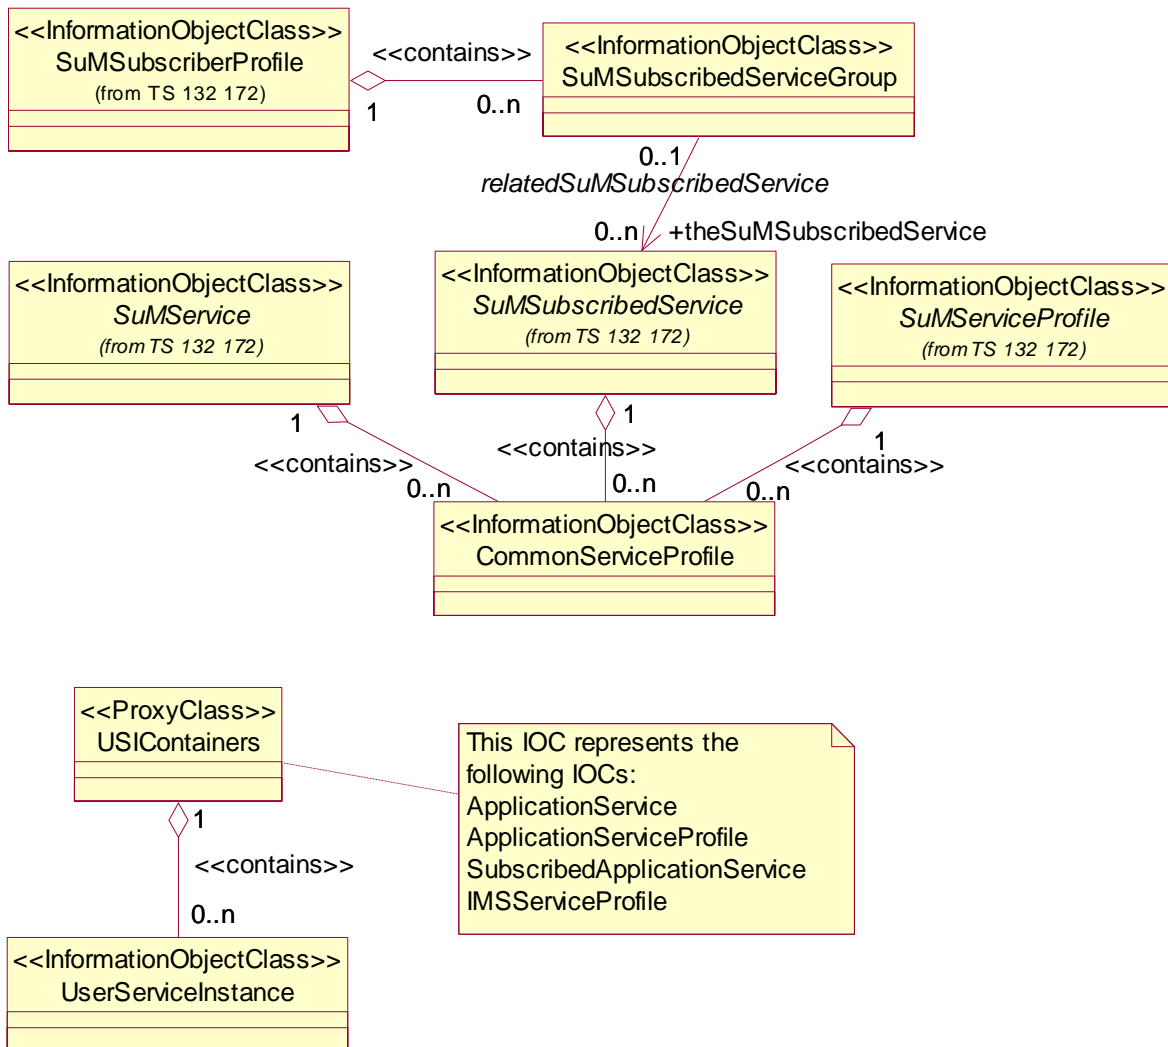 <<InformationObjectClass>>
SuMSubscriberProfile
(from TS 132 172)
<<contains>>
1
0..n
<<InformationObjectClass>>
SuMSubscribedServiceGroup
0..1
relatedSuMSubscribedService
0..n
+theSuMSubscribedService
<<InformationObjectClass>>
SuMService
(from TS 132 172)
<<InformationObjectClass>>
SuMSubscribedService
(from TS 132 172)
<<InformationObjectClass>>
SuMServiceProfile
(from TS 132 172)
1
<<contains>>
0..n
1
<<contains>>
0..n
1
<<contains>>
0..n
<<InformationObjectClass>>
CommonServiceProfile
<<ProxyClass>>
USIContainers
This IOC represents the
following IOCs:
ApplicationService
ApplicationServiceProfile
SubscribedApplicationService
IMSServiceProfile
1
<<contains>>
0..n
<<InformationObjectClass>>
UserServiceInstance